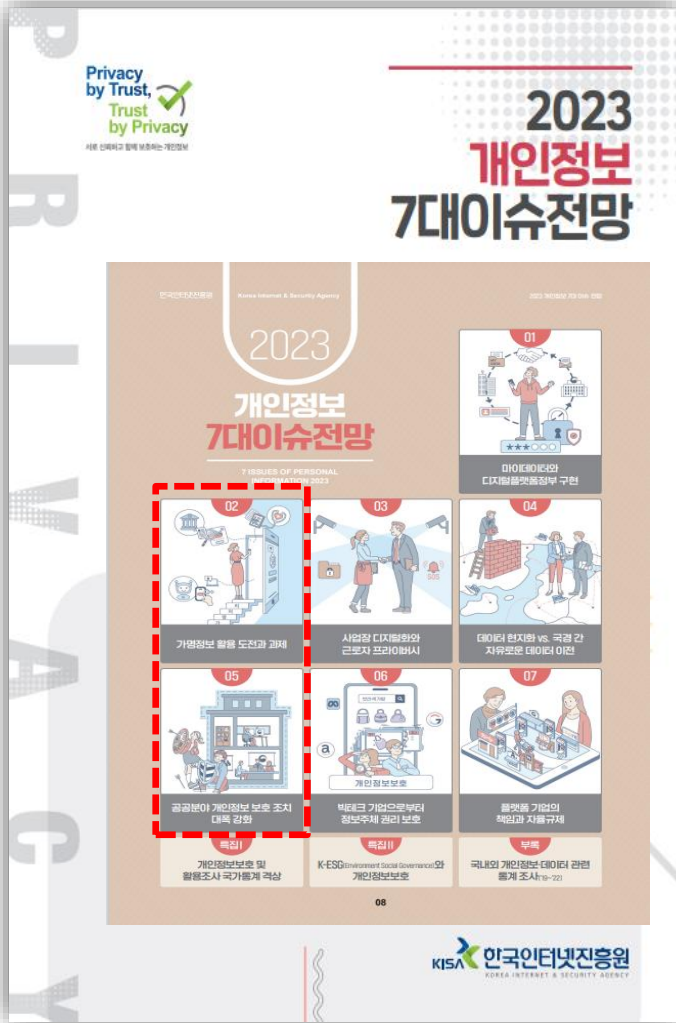 PRIVACY
Privacy
by Trust,
Trust
by Privacy
서로 신뢰하고 함께 보호하는 개인정보
2023
개인정보
7대이슈전망
한국인터넷진흥원
Korea Internet & Security Agency
2023 개인정보 7대 이슈 전망
2023
개인정보
7대이슈전망
7 ISSUES OF PERSONAL
INFORMATION 2023
01
마이데이터와
디지털플랫폼정부 구현
02
가명정보 활용 도전과 과제
03
SOS
사업장 디지털화와
근로자 프라이버시
04
데이터 현지화 vs. 국경 간
자유로운 데이터 이전
05
공공분야 개인정보 보호 조치
대폭 강화
06
a
G
개인정보보호
빅테크 기업으로부터
정보주체 권리 보호
07
플랫폼 기업의
책임과 자율규제
특집 I
개인정보보호 및
활용조사 국가통계 격상
특집 II
K-ESG(Environment Social Governance)와
개인정보보호
부록
국내외 개인정보·데이터 관련
통계 조사('19~'22)
08
KISA 한국인터넷진흥원
KOREA INTERNET & SECURITY AGENCY